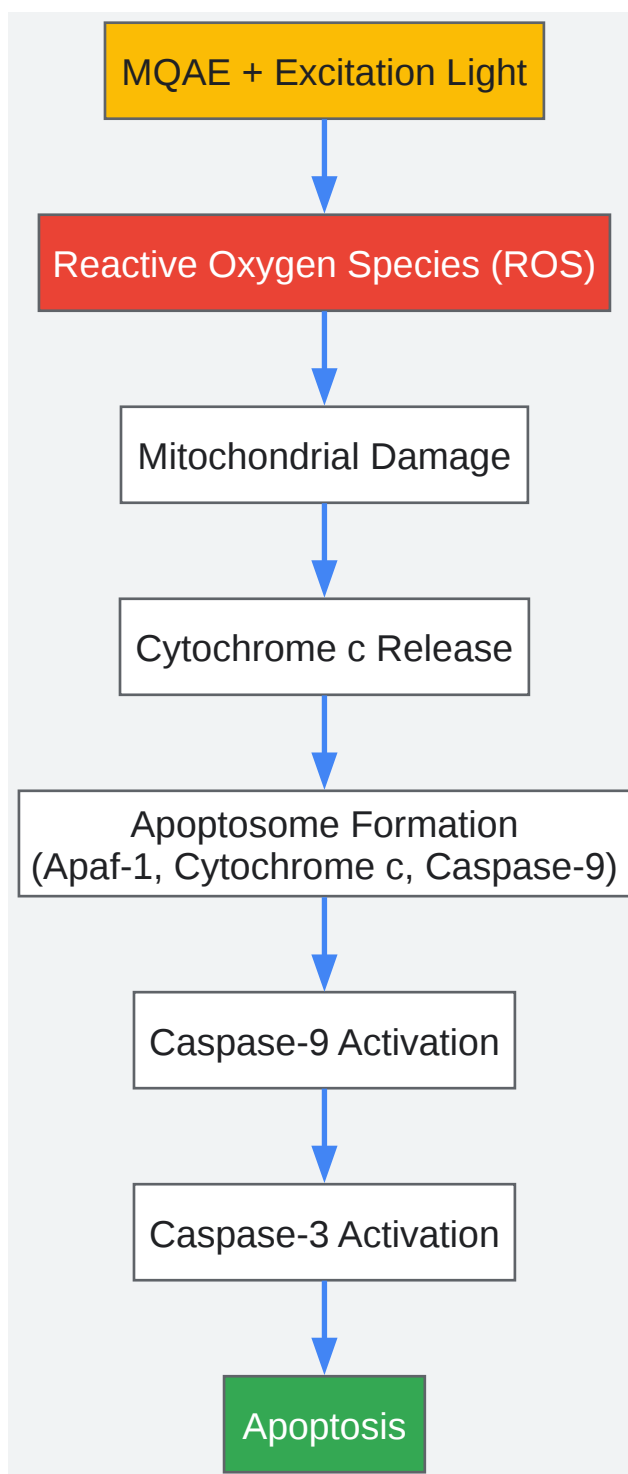 MQAE + Excitation Light
Reactive Oxygen Species (ROS)
Mitochondrial Damage
Cytochrome c Release
Apoptosome Formation
(Apaf-1, Cytochrome c, Caspase-9)
Caspase-9 Activation
Caspase-3 Activation
Apoptosis